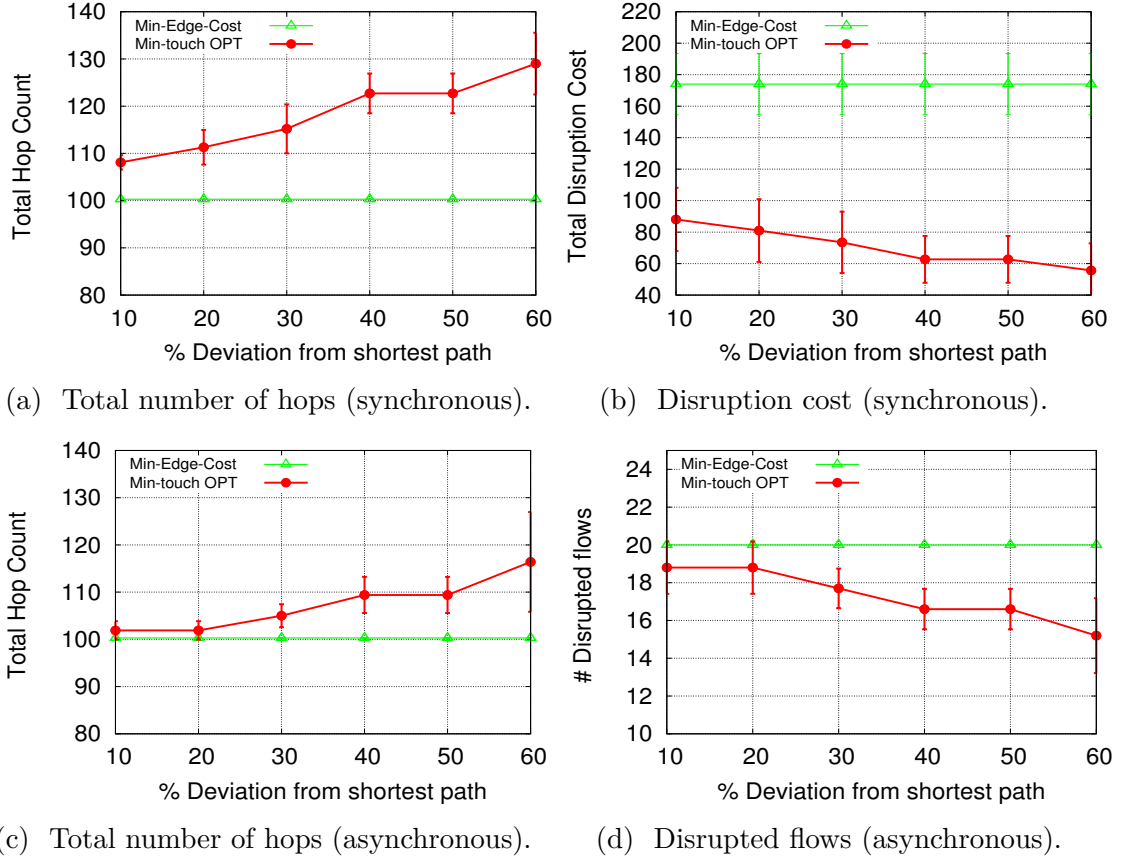 Total Hop Count
140
130
120
110
100
90
80
Min-Edge-Cost
Min-touch OPT
10 20 30 40 50 60
% Deviation from shortest path
(a) Total number of hops (synchronous).
Total Disruption Cost
220
200
180
160
140
120
100
80
60
40
Min-Edge-Cost
Min-touch OPT
10 20 30 40 50 60
% Deviation from shortest path
(b) Disruption cost (synchronous).
Total Hop Count
140
130
120
110
100
90
80
Min-Edge-Cost
Min-touch OPT
10 20 30 40 50 60
% Deviation from shortest path
(c) Total number of hops (asynchronous).
# Disrupted flows
24
22
20
18
16
14
12
10
Min-Edge-Cost
Min-touch OPT
10 20 30 40 50 60
% Deviation from shortest path
(d) Disrupted flows (asynchronous).